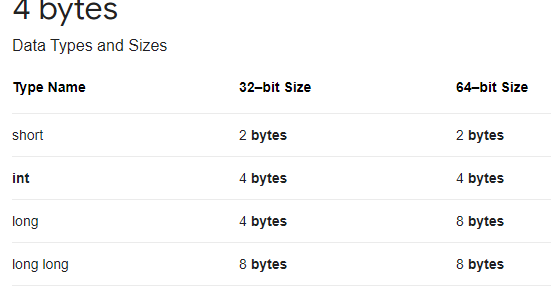 4 bytes
Data Types and Sizes
Type Name 32–bit Size 64–bit Size
short 2 bytes 2 bytes
int 4 bytes 4 bytes
long 4 bytes 8 bytes
long long 8 bytes 8 bytes